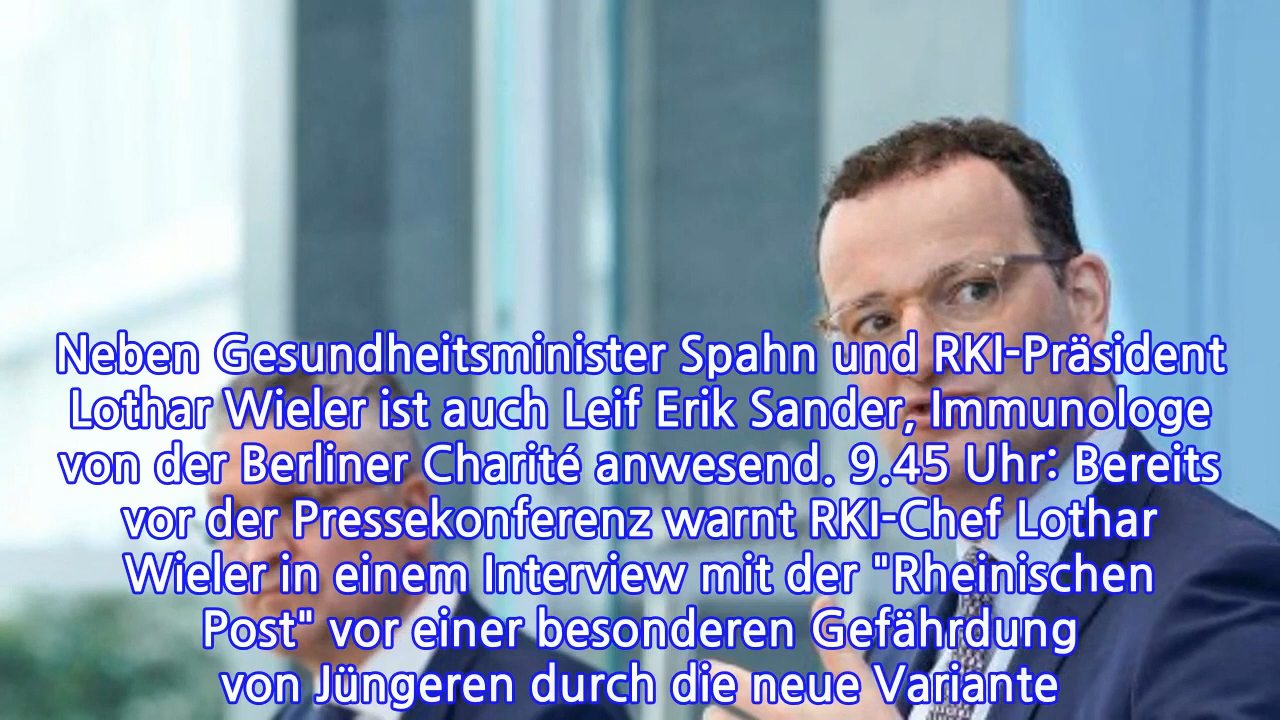 Neben Gesundheitsminister Spahn und RKI-Präsident
Lothar Wieler ist auch Leif Erik Sander, Immunologe
von der Berliner Charité anwesend. 9.45 Uhr: Bereits
vor der Pressekonferenz warnt RKI-Chef Lothar
Wieler in einem Interview mit der "Rheinischen
Post" vor einer besonderen Gefährdung
von Jüngeren durch die neue Variante